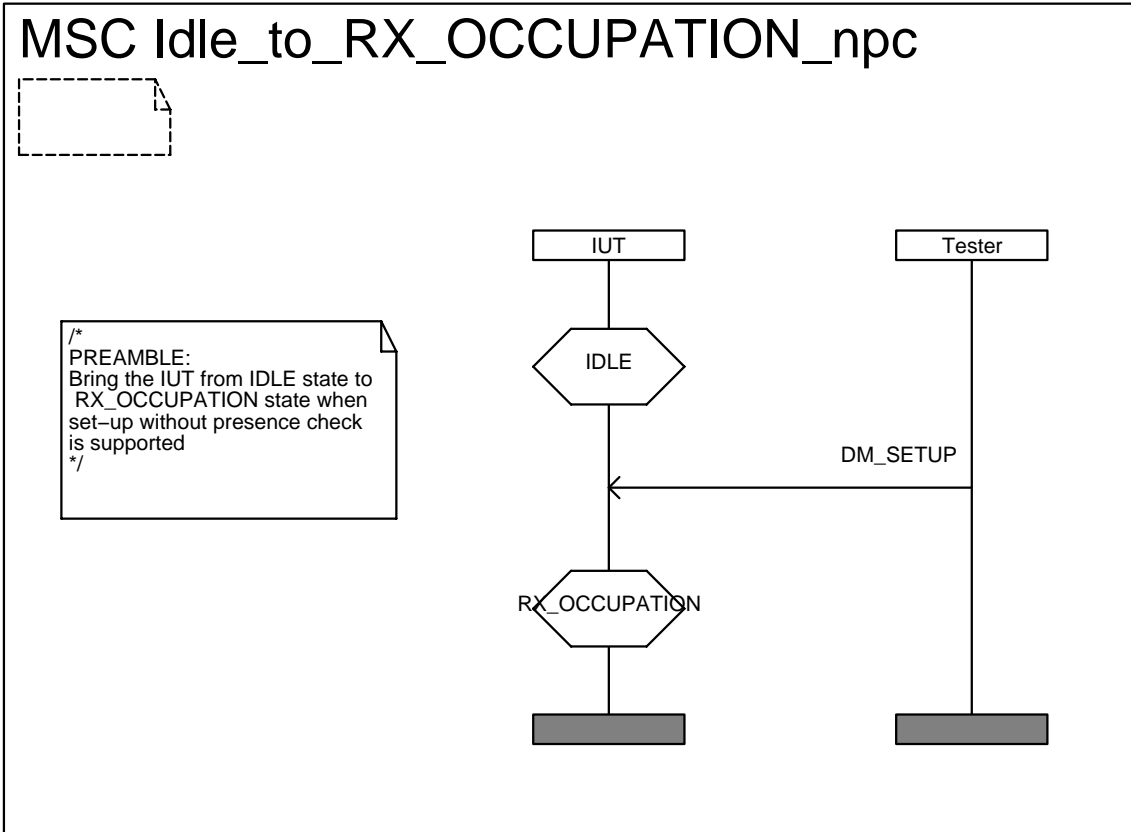 MSC Idle_to_RX_OCCUPATION_npc
IUT
Tester
/*
PREAMBLE:
Bring the IUT from IDLE state to
RX_OCCUPATION state when
set−up without presence check
is supported
*/
IDLE
DM_SETUP
RX_OCCUPATION